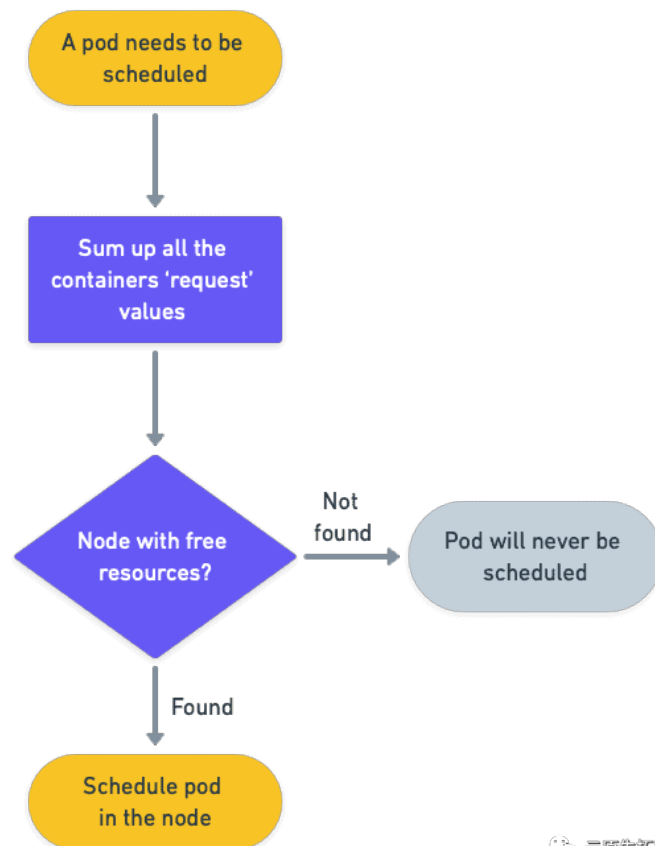 A pod needs to be
scheduled
Sum up all the
containers ‘request’
values
Node with free
resources?
Not
found
Pod will never be
scheduled
Found
Schedule pod
in the node